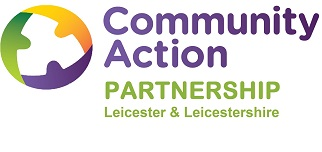 Community
Action
PARTNERSHIP
Leicester & Leicestershire